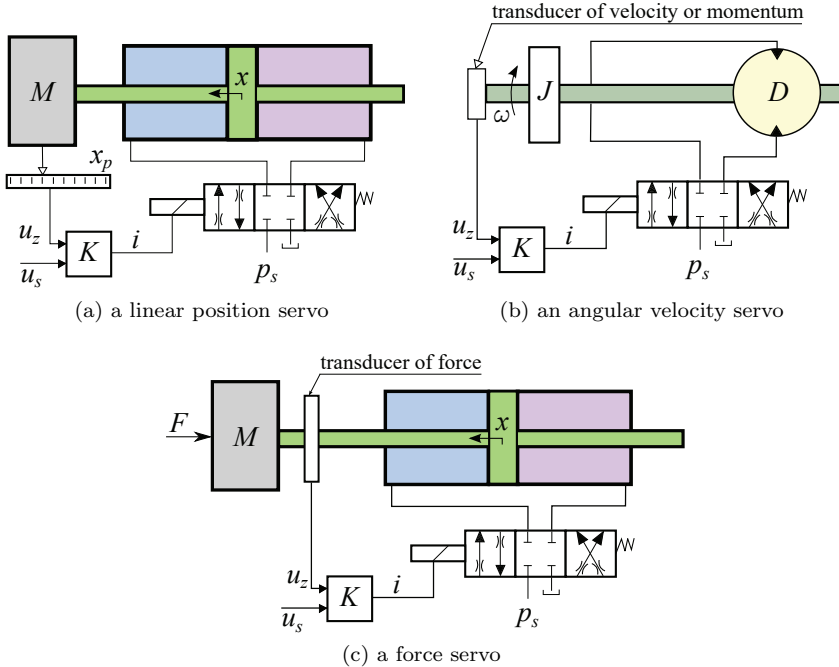 M
x
x_p
u_z
K
i
u_s
p_s
(a) a linear position servo
transducer of velocity or momentum
ω
J
D
u_z
K
i
u_s
p_s
(b) an angular velocity servo
transducer of force
F
M
x
u_z
K
i
u_s
p_s
(c) a force servo